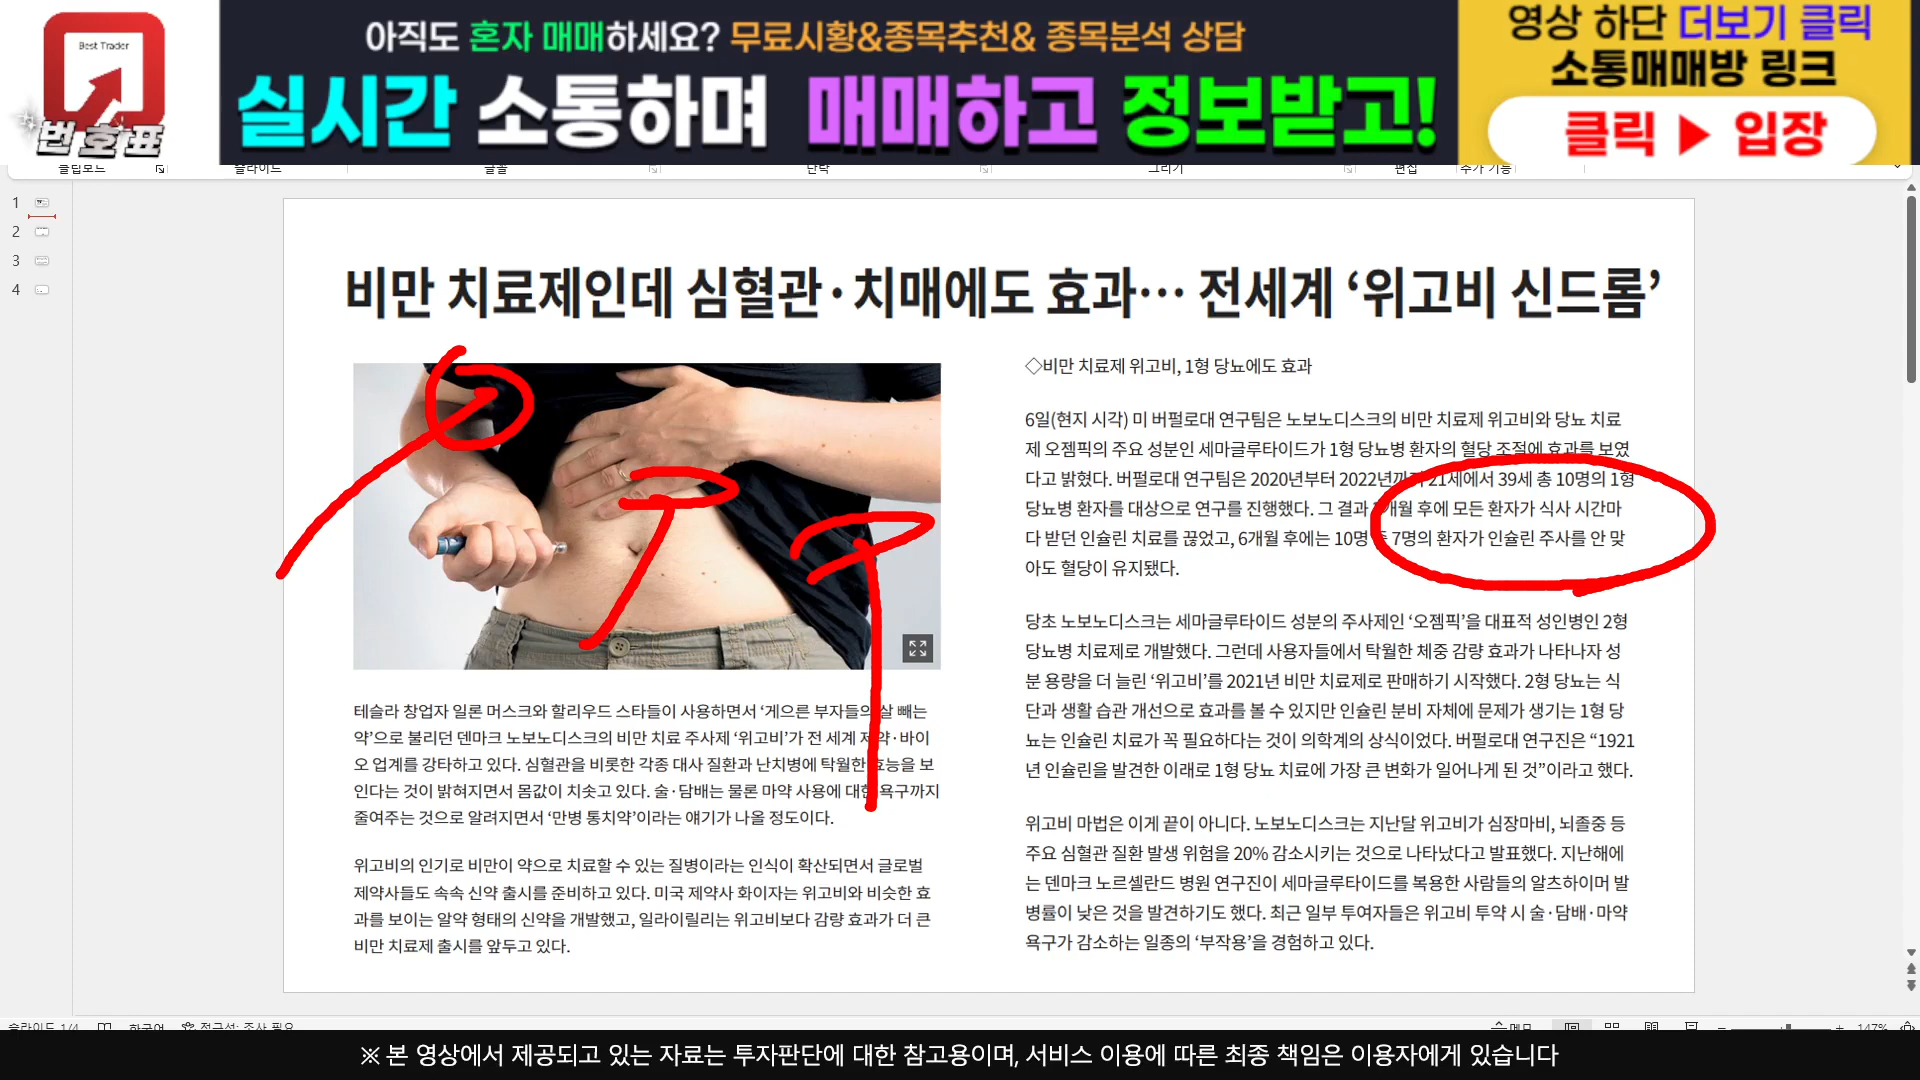 Best Trader
번호표
아직도 혼자 매매하세요? 무료시황&종목추천& 종목분석 상담
실시간 소통하며 매매하고 정보받고!
영상 하단 더보기 클릭
소통매매방 링크
클릭 ▶ 입장
클립보드 슬라이드 글꼴 단락 그리기 편집 추가 기능
1
2
3
4
비만 치료제인데 심혈관·치매에도 효과… 전세계 ‘위고비 신드롬’
테슬라 창업자 일론 머스크와 할리우드 스타들이 사용하면서 ‘게으른 부자들의 살 빼는
약’으로 불리던 덴마크 노보노디스크의 비만 치료 주사제 ‘위고비’가 전 세계 제약·바이
오 업계를 강타하고 있다. 심혈관을 비롯한 각종 대사 질환과 난치병에 탁월한 효능을 보
인다는 것이 밝혀지면서 몸값이 치솟고 있다. 술·담배는 물론 마약 사용에 대한 욕구까지
줄여주는 것으로 알려지면서 ‘만병 통치약’이라는 얘기가 나올 정도이다.
위고비의 인기로 비만이 약으로 치료할 수 있는 질병이라는 인식이 확산되면서 글로벌
제약사들도 속속 신약 출시를 준비하고 있다. 미국 제약사 화이자는 위고비와 비슷한 효
과를 보이는 알약 형태의 신약을 개발했고, 일라이릴리는 위고비보다 감량 효과가 더 큰
비만 치료제 출시를 앞두고 있다.
◇비만 치료제 위고비, 1형 당뇨에도 효과
6일(현지 시각) 미 버펄로대 연구팀은 노보노디스크의 비만 치료제 위고비와 당뇨 치료
제 오젬픽의 주요 성분인 세마글루타이드가 1형 당뇨병 환자의 혈당 조절에 효과를 보였
다고 밝혔다. 버펄로대 연구팀은 2020년부터 2022년까지 21세에서 39세 총 10명의 1형
당뇨병 환자를 대상으로 연구를 진행했다. 그 결과 개월 후에 모든 환자가 식사 시간마
다 받던 인슐린 치료를 끊었고, 6개월 후에는 10명 중 7명의 환자가 인슐린 주사를 안 맞
아도 혈당이 유지됐다.
당초 노보노디스크는 세마글루타이드 성분의 주사제인 ‘오젬픽’을 대표적 성인병인 2형
당뇨병 치료제로 개발했다. 그런데 사용자들에서 탁월한 체중 감량 효과가 나타나자 성
분 용량을 더 늘린 ‘위고비’를 2021년 비만 치료제로 판매하기 시작했다. 2형 당뇨는 식
단과 생활 습관 개선으로 효과를 볼 수 있지만 인슐린 분비 자체에 문제가 생기는 1형 당
뇨는 인슐린 치료가 꼭 필요하다는 것이 의학계의 상식이었다. 버펄로대 연구진은 “1921
년 인슐린을 발견한 이래로 1형 당뇨 치료에 가장 큰 변화가 일어나게 된 것”이라고 했다.
위고비 마법은 이게 끝이 아니다. 노보노디스크는 지난달 위고비가 심장마비, 뇌졸중 등
주요 심혈관 질환 발생 위험을 20% 감소시키는 것으로 나타났다고 발표했다. 지난해에
는 덴마크 노르셸란드 병원 연구진이 세마글루타이드를 복용한 사람들의 알츠하이머 발
병률이 낮은 것을 발견하기도 했다. 최근 일부 투여자들은 위고비 투약 시 술·담배·마약
욕구가 감소하는 일종의 ‘부작용’을 경험하고 있다.
슬라이드 1/4 한국어 접근성: 조사 필요 메모 147%
※ 본 영상에서 제공되고 있는 자료는 투자판단에 대한 참고용이며, 서비스 이용에 따른 최종 책임은 이용자에게 있습니다